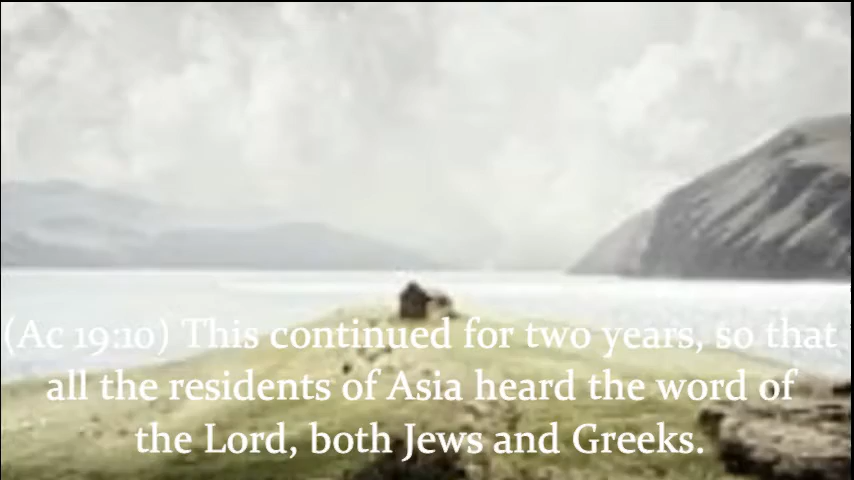 (Ac 19:10) This continued for two years, so that
all the residents of Asia heard the word of
the Lord, both Jews and Greeks.